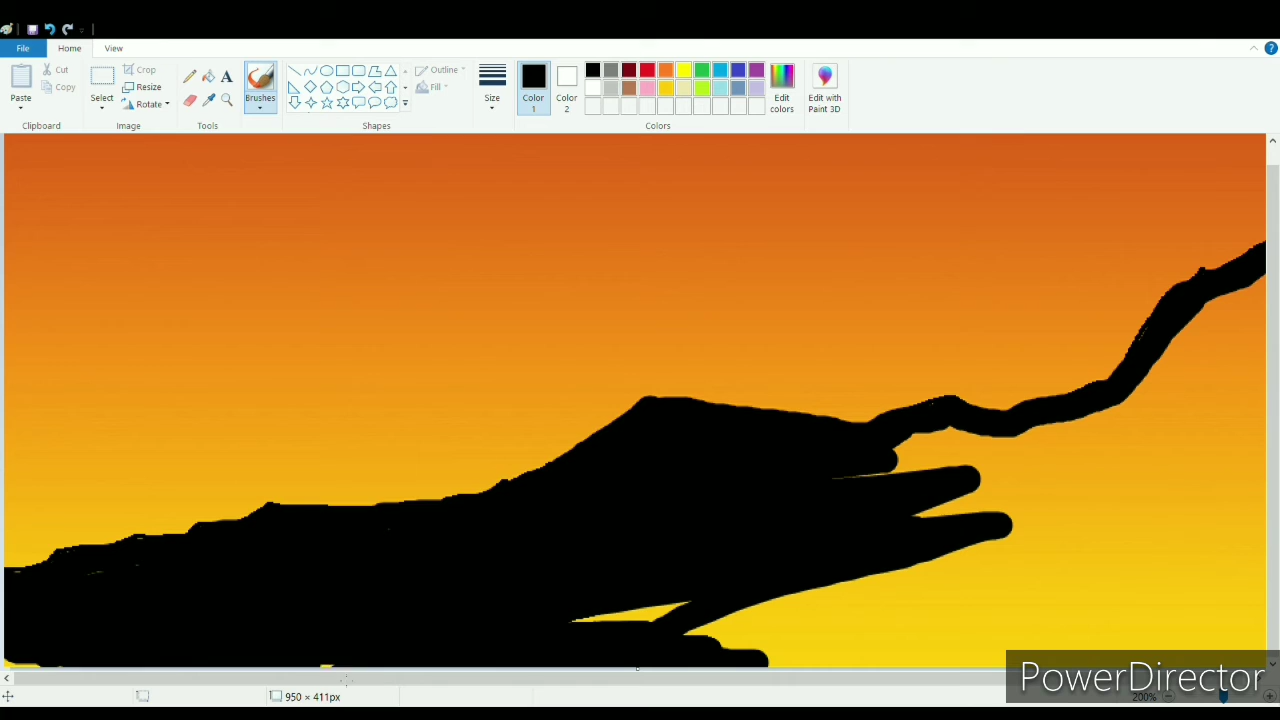 File Home View
Cut Crop Outline
Copy Resize Fill
Paste Select Rotate Brushes Size Color 1 Color 2 Edit colors Edit with Paint 3D
Clipboard Image Tools Shapes Colors
PowerDirector
950 × 411px 200%